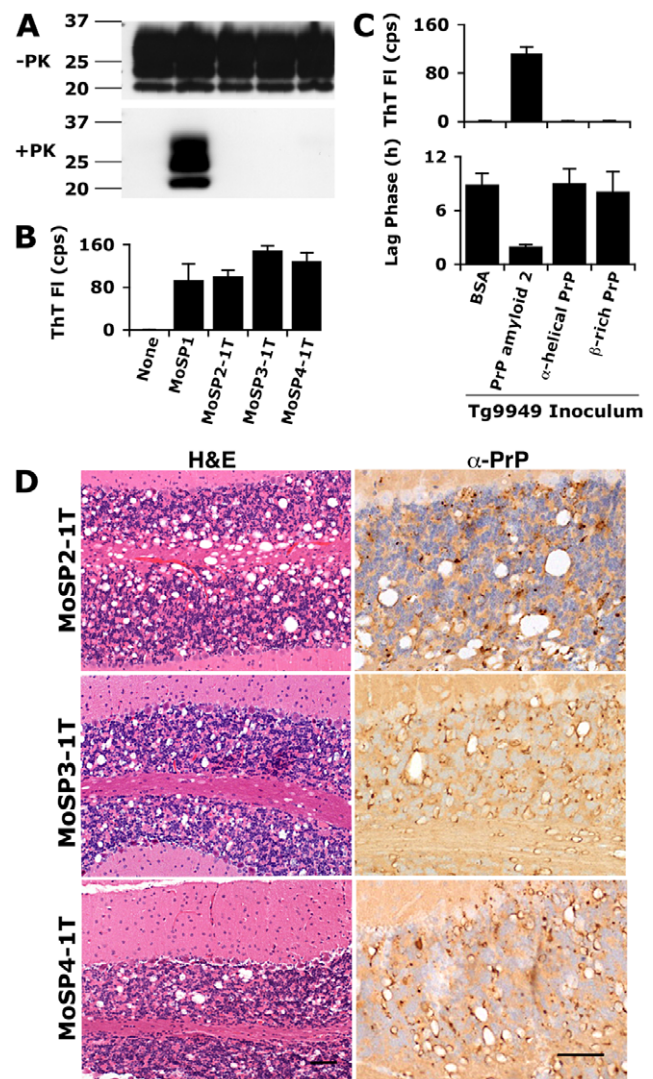 A
37
-PK
25
20
37
+PK
25
20
B
ThT Fl (cps)
160
80
0
None
MoSP1
MoSP2-1T
MoSP3-1T
MoSP4-1T
C
ThT Fl (cps)
160
80
0
Lag Phase (h)
12
6
0
BSA
PrP amyloid 2
α-helical PrP
β-rich PrP
Tg9949 Inoculum
D
H&E
α-PrP
MoSP2-1T
MoSP3-1T
MoSP4-1T